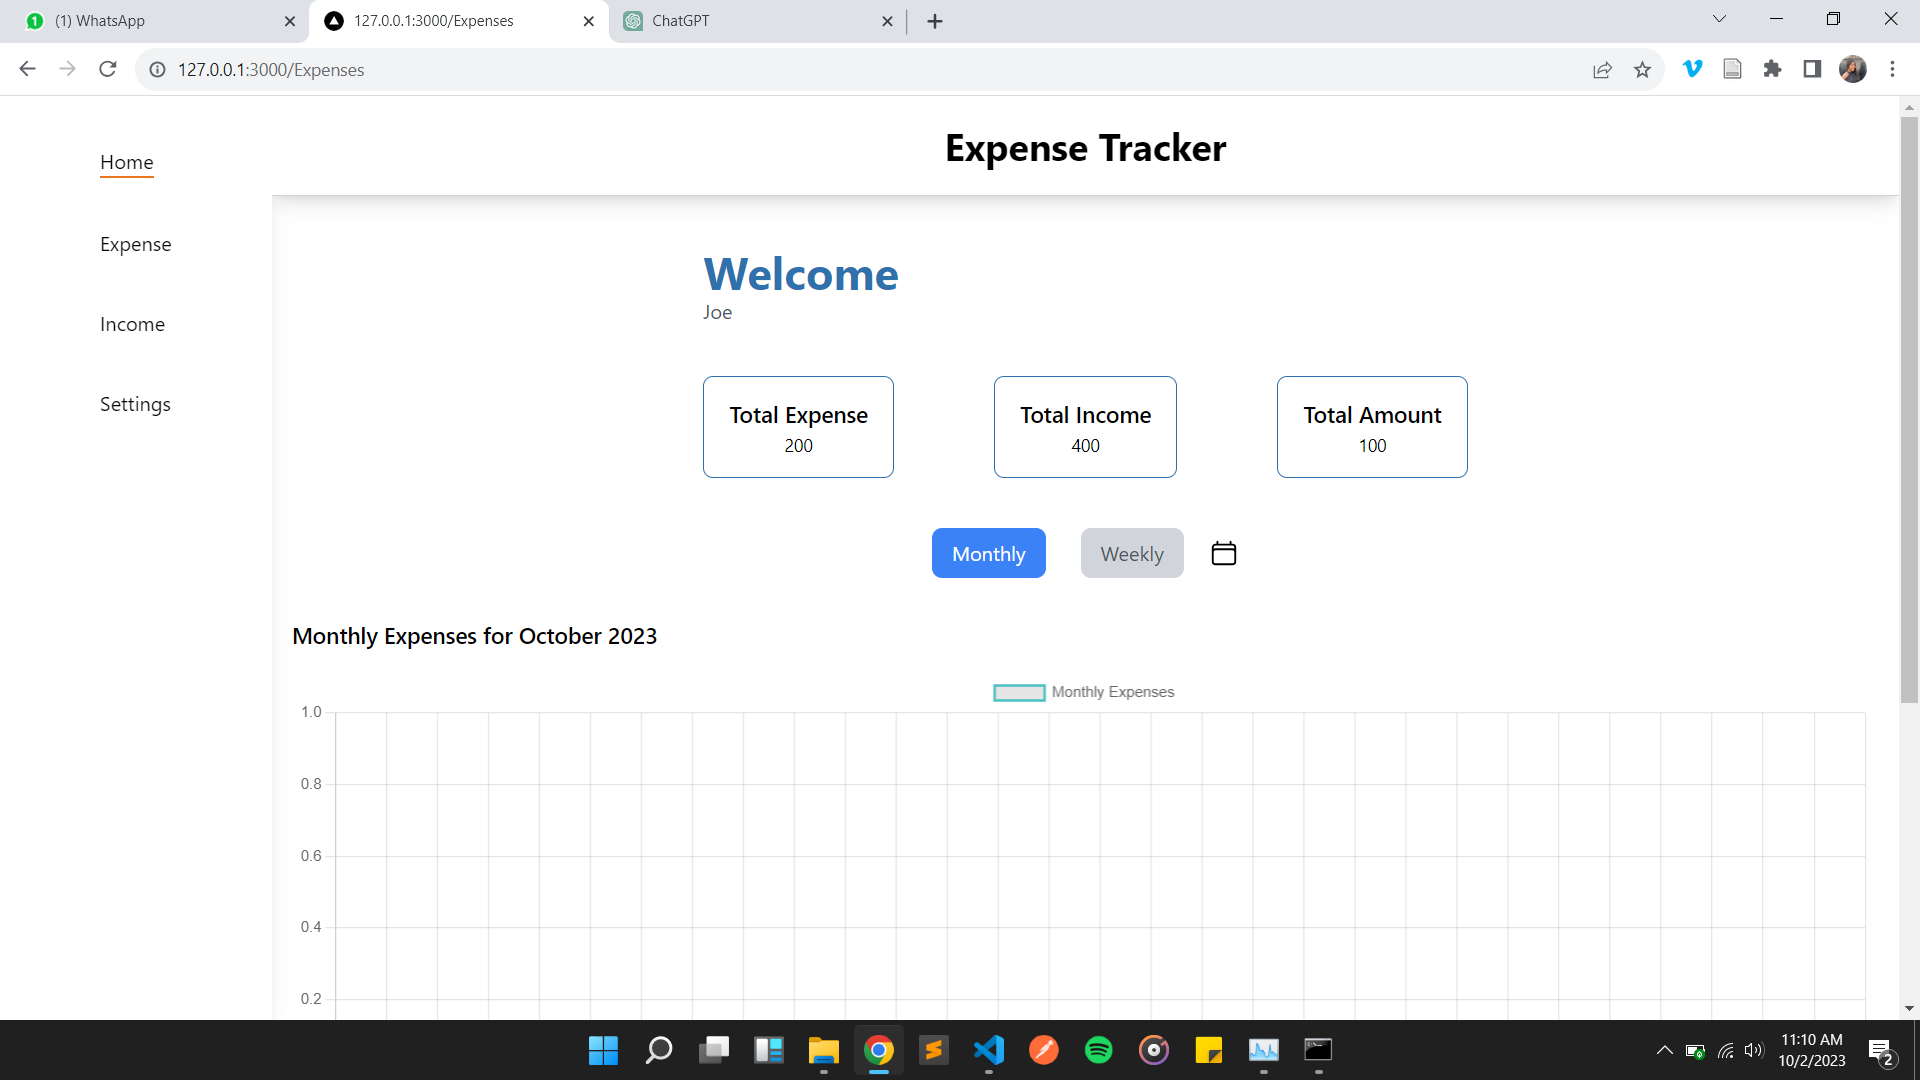 (1) WhatsApp
127.0.0.1:3000/Expenses
ChatGPT
127.0.0.1:3000/Expenses
Expense Tracker
Home
Expense
Income
Settings
Welcome
Joe
Total Expense
200
Total Income
400
Total Amount
100
Monthly
Weekly
Monthly Expenses for October 2023
Monthly Expenses
1.0
0.8
0.6
0.4
0.2
11:10 AM
10/2/2023
2